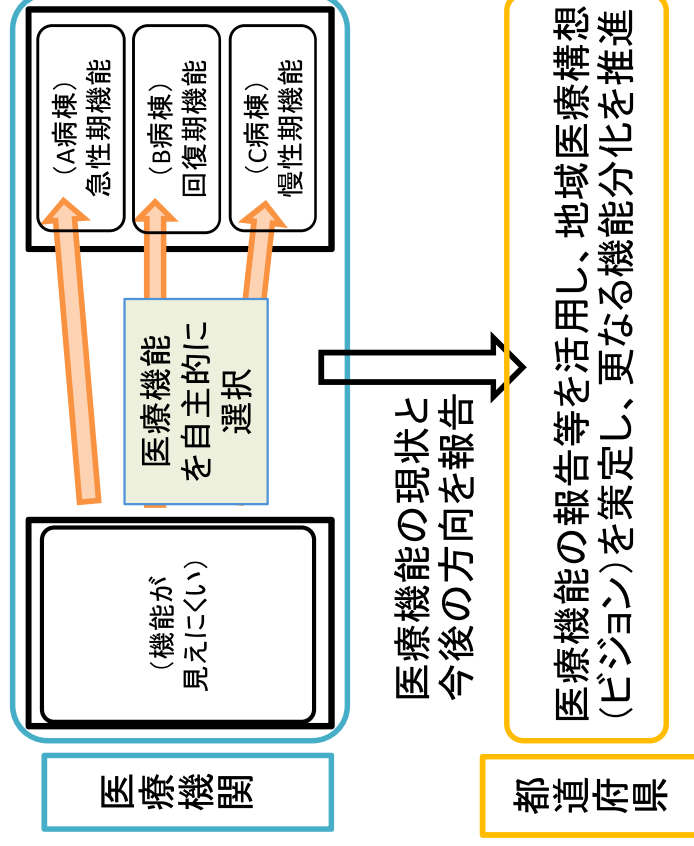 医療機関
(機能が
見えにくい)
医療機能
を自主的に
選択
(A病棟)
急性期機能
(B病棟)
回復期機能
(C病棟)
慢性期機能
医療機能の現状と
今後の方向を報告
都道府県
医療機能の報告等を活用し、地域医療構想
(ビジョン)を策定し、更なる機能分化を推進